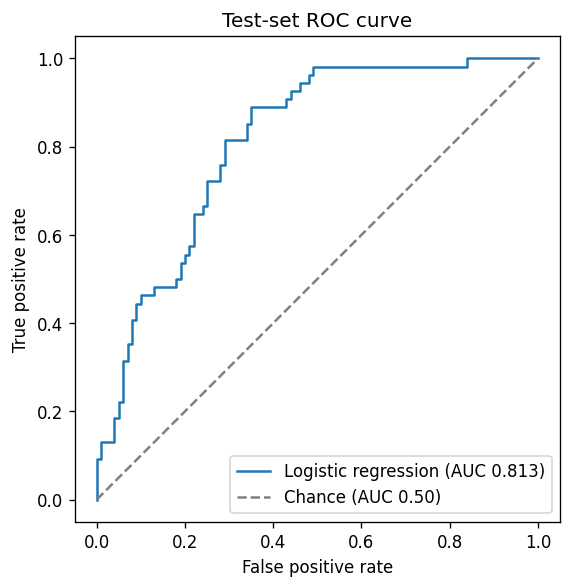 Test-set ROC curve
1.0
0.8
0.6
0.4
0.2
0.0
True positive rate
Logistic regression (AUC 0.813)
Chance (AUC 0.50)
0.0 0.2 0.4 0.6 0.8 1.0
False positive rate